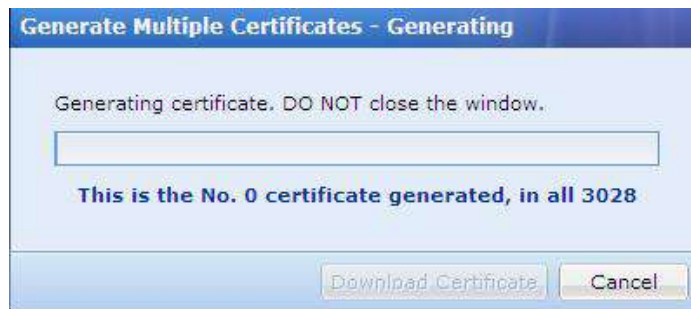 Generate Multiple Certificates - Generating
Generating certificate. DO NOT close the window.
This is the No. 0 certificate generated, in all 3028
Download Certificate
Cancel